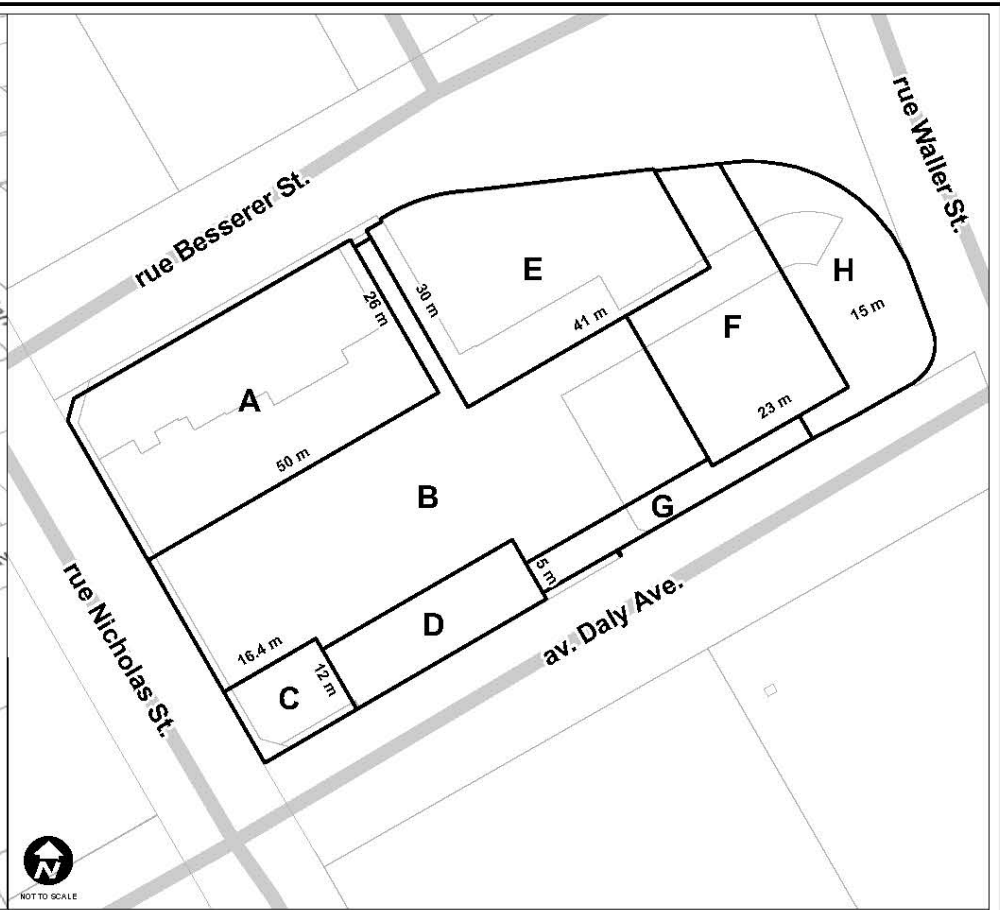 rue Besserer St.
rue Waller St.
E
H
26 m
30 m
15 m
41 m
F
A
23 m
50 m
B
G
5 m
rue Nicholas St.
D
av. Daly Ave.
16.4 m
12 m
C
N
NOT TO SCALE